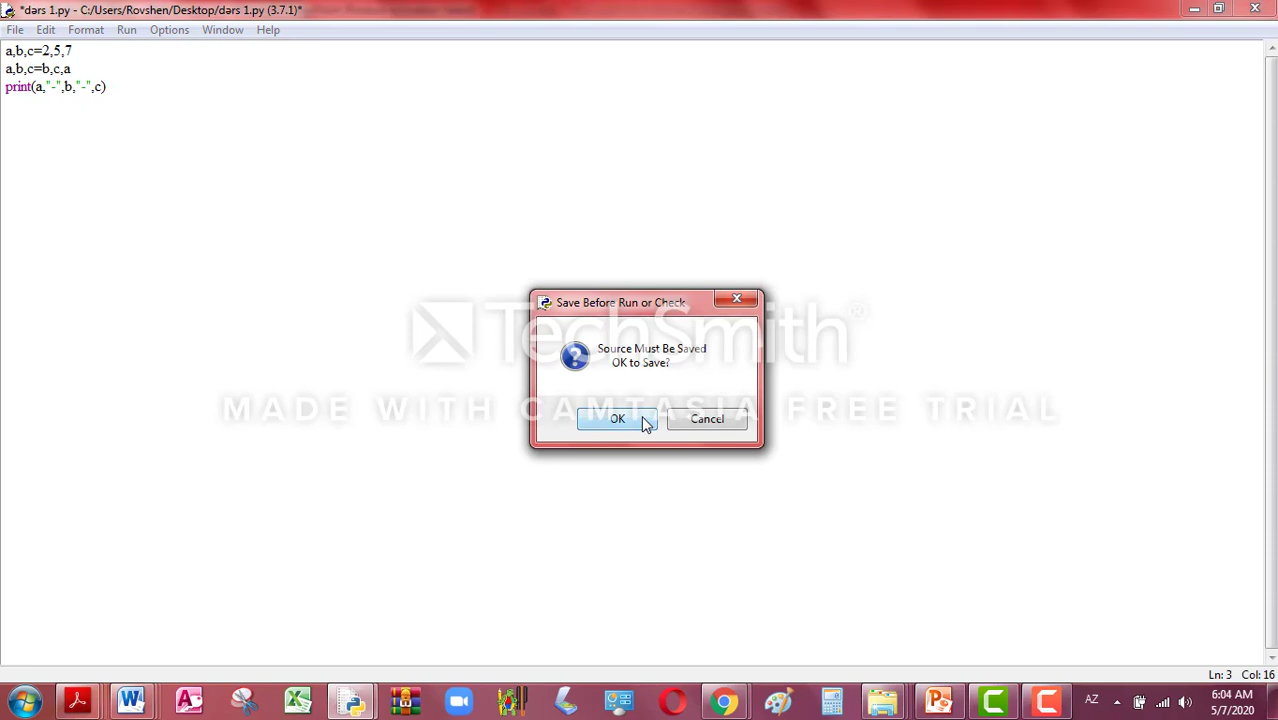 *dərs 1.py - C:/Users/Rovshen/Desktop/dərs 1.py (3.7.1)*
File Edit Format Run Options Window Help
a,b,c=2,5,7
a,b,c=b,c,a
print(a,"-",b,"-",c)
Save Before Run or Check
TechSmith®
Source Must Be Saved
OK to Save?
MADE WITH CAMTASIA FREE TRIAL
OK Cancel
Ln: 3 Col: 16
AZ
6:04 AM
5/7/2020